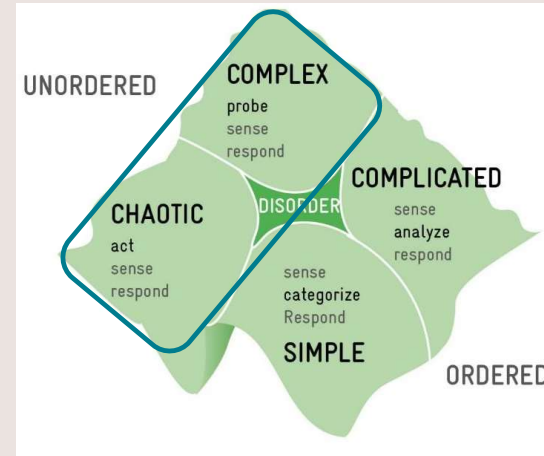 UNORDERED
COMPLEX
probe
sense
respond
COMPLICATED
sense
analyze
respond
DISORDER
CHAOTIC
act
sense
respond
sense
categorize
Respond
SIMPLE
ORDERED